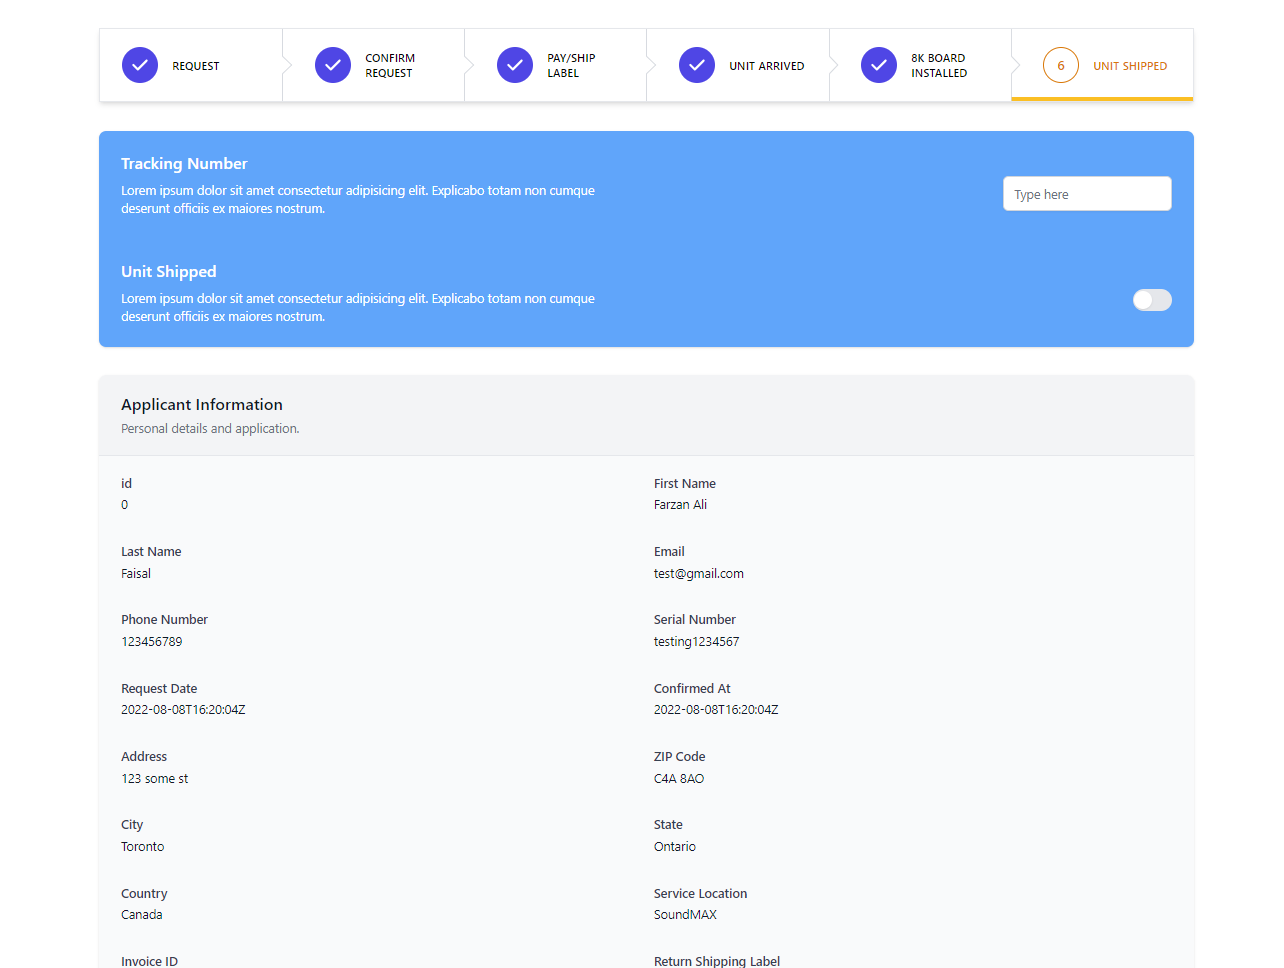 REQUEST
CONFIRM
REQUEST
PAY/SHIP
LABEL
UNIT ARRIVED
8K BOARD
INSTALLED
6
UNIT SHIPPED
Tracking Number
Lorem ipsum dolor sit amet consectetur adipisicing elit. Explicabo totam non cumque
deserunt officiis ex maiores nostrum.
Type here
Unit Shipped
Lorem ipsum dolor sit amet consectetur adipisicing elit. Explicabo totam non cumque
deserunt officiis ex maiores nostrum.
Applicant Information
Personal details and application.
id
0
First Name
Farzan Ali
Last Name
Faisal
Email
test@gmail.com
Phone Number
123456789
Serial Number
testing1234567
Request Date
2022-08-08T16:20:04Z
Confirmed At
2022-08-08T16:20:04Z
Address
123 some st
ZIP Code
C4A 8AO
City
Toronto
State
Ontario
Country
Canada
Service Location
SoundMAX
Invoice ID
Return Shipping Label